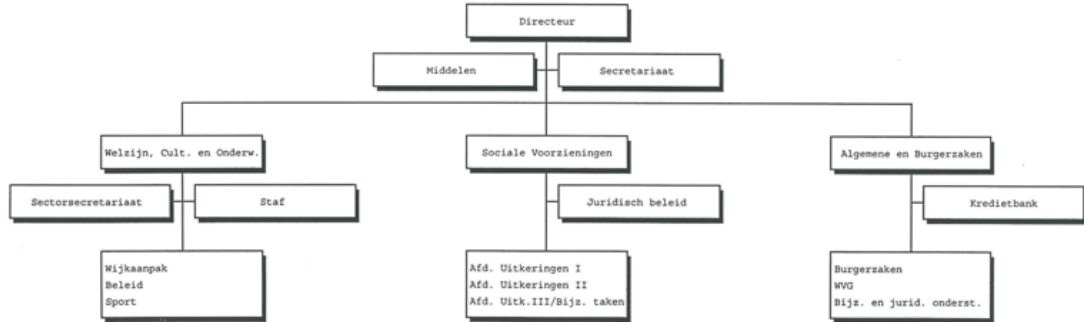 Directeur
Middelen
Secretariaat
Welzijn, Cult. en Onderw.
Sociale Voorzieningen
Algemene en Burgerzaken
Sectorsecretariaat
Staf
Juridisch beleid
Kredietbank
Wijkaanpak
Beleid
Sport
Afd. Uitkeringen I
Afd. Uitkeringen II
Afd. Uitk.III/Bijz. taken
Burgerzaken
WVG
Bijz. en jurid. onderst.